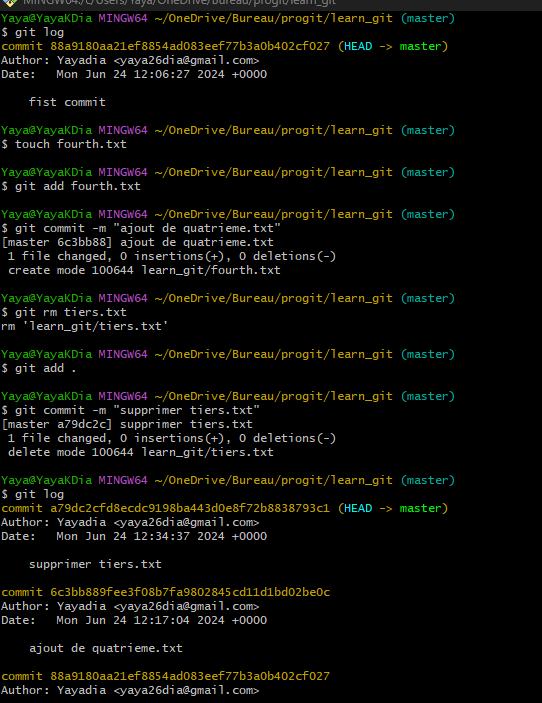 MINGW64:/c/Users/Yaya/OneDrive/Bureau/progit/learn_git
Yaya@YayaKDia MINGW64 ~/OneDrive/Bureau/progit/learn_git (master)
$ git log
commit 88a9180aa21ef8854ad083eef77b3a0b402cf027 (HEAD -> master)
Author: Yayadia <yaya26dia@gmail.com>
Date:   Mon Jun 24 12:06:27 2024 +0000
    fist commit
Yaya@YayaKDia MINGW64 ~/OneDrive/Bureau/progit/learn_git (master)
$ touch fourth.txt
Yaya@YayaKDia MINGW64 ~/OneDrive/Bureau/progit/learn_git (master)
$ git add fourth.txt
Yaya@YayaKDia MINGW64 ~/OneDrive/Bureau/progit/learn_git (master)
$ git commit -m "ajout de quatrieme.txt"
[master 6c3bb88] ajout de quatrieme.txt
 1 file changed, 0 insertions(+), 0 deletions(-)
 create mode 100644 learn_git/fourth.txt
Yaya@YayaKDia MINGW64 ~/OneDrive/Bureau/progit/learn_git (master)
$ git rm tiers.txt
rm 'learn_git/tiers.txt'
Yaya@YayaKDia MINGW64 ~/OneDrive/Bureau/progit/learn_git (master)
$ git add .
Yaya@YayaKDia MINGW64 ~/OneDrive/Bureau/progit/learn_git (master)
$ git commit -m "supprimer tiers.txt"
[master a79dc2c] supprimer tiers.txt
 1 file changed, 0 insertions(+), 0 deletions(-)
 delete mode 100644 learn_git/tiers.txt
Yaya@YayaKDia MINGW64 ~/OneDrive/Bureau/progit/learn_git (master)
$ git log
commit a79dc2cfd8ecdc9198ba443d0e8f72b8838793c1 (HEAD -> master)
Author: Yayadia <yaya26dia@gmail.com>
Date:   Mon Jun 24 12:34:37 2024 +0000
    supprimer tiers.txt
commit 6c3bb889fee3f08b7fa9802845cd11d1bd02be0c
Author: Yayadia <yaya26dia@gmail.com>
Date:   Mon Jun 24 12:17:04 2024 +0000
    ajout de quatrieme.txt
commit 88a9180aa21ef8854ad083eef77b3a0b402cf027
Author: Yayadia <yaya26dia@gmail.com>